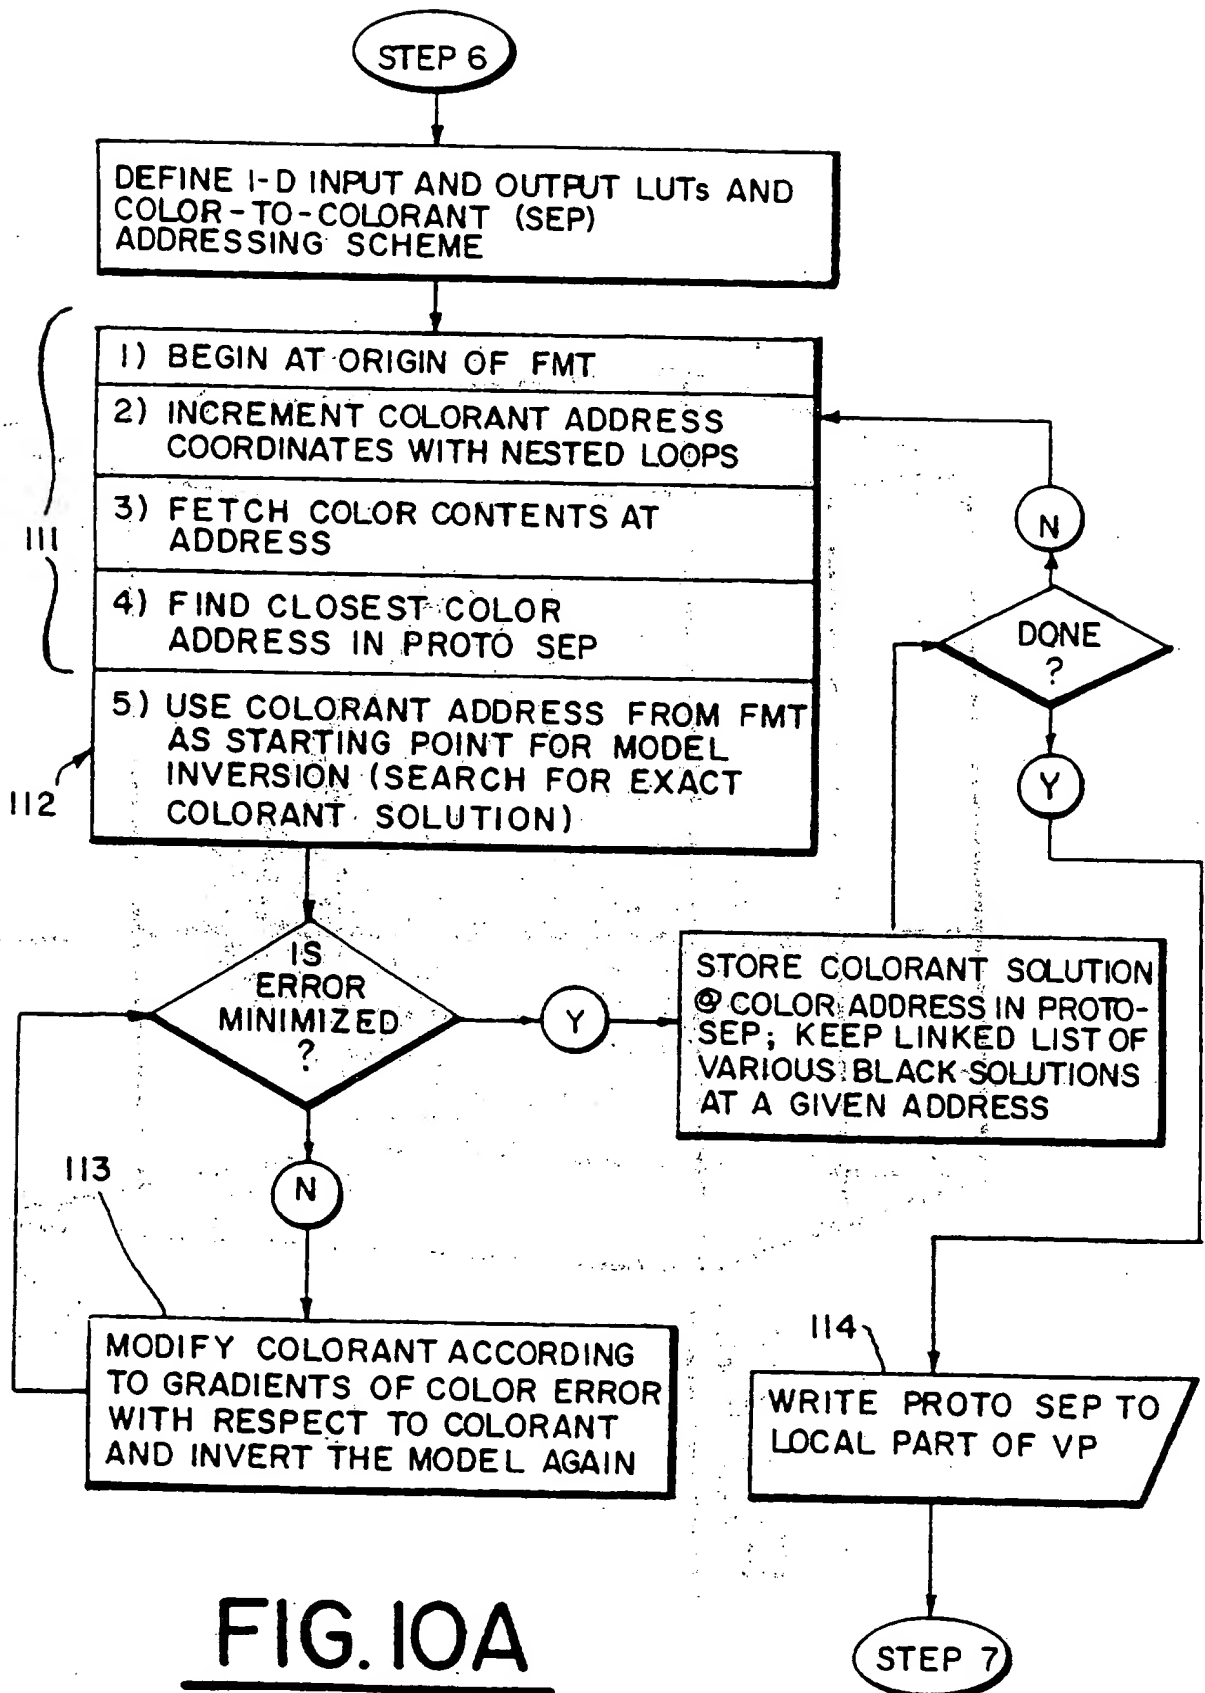 STEP 6
DEFINE 1-D INPUT AND OUTPUT LUTs AND
COLOR-TO-COLORANT (SEP)
ADDRESSING SCHEME
1) BEGIN AT ORIGIN OF FMT
2) INCREMENT COLORANT ADDRESS
COORDINATES WITH NESTED LOOPS
3) FETCH COLOR CONTENTS AT
ADDRESS
4) FIND CLOSEST COLOR
ADDRESS IN PROTO SEP
5) USE COLORANT ADDRESS FROM FMT
AS STARTING POINT FOR MODEL
INVERSION (SEARCH FOR EXACT
COLORANT SOLUTION)
111
112
N
DONE
?
Y
IS
ERROR
MINIMIZED
?
Y
STORE COLORANT SOLUTION
@ COLOR ADDRESS IN PROTO-
SEP; KEEP LINKED LIST OF
VARIOUS BLACK SOLUTIONS
AT A GIVEN ADDRESS
N
113
MODIFY COLORANT ACCORDING
TO GRADIENTS OF COLOR ERROR
WITH RESPECT TO COLORANT
AND INVERT THE MODEL AGAIN
114
WRITE PROTO SEP TO
LOCAL PART OF VP
STEP 7
FIG. 10A